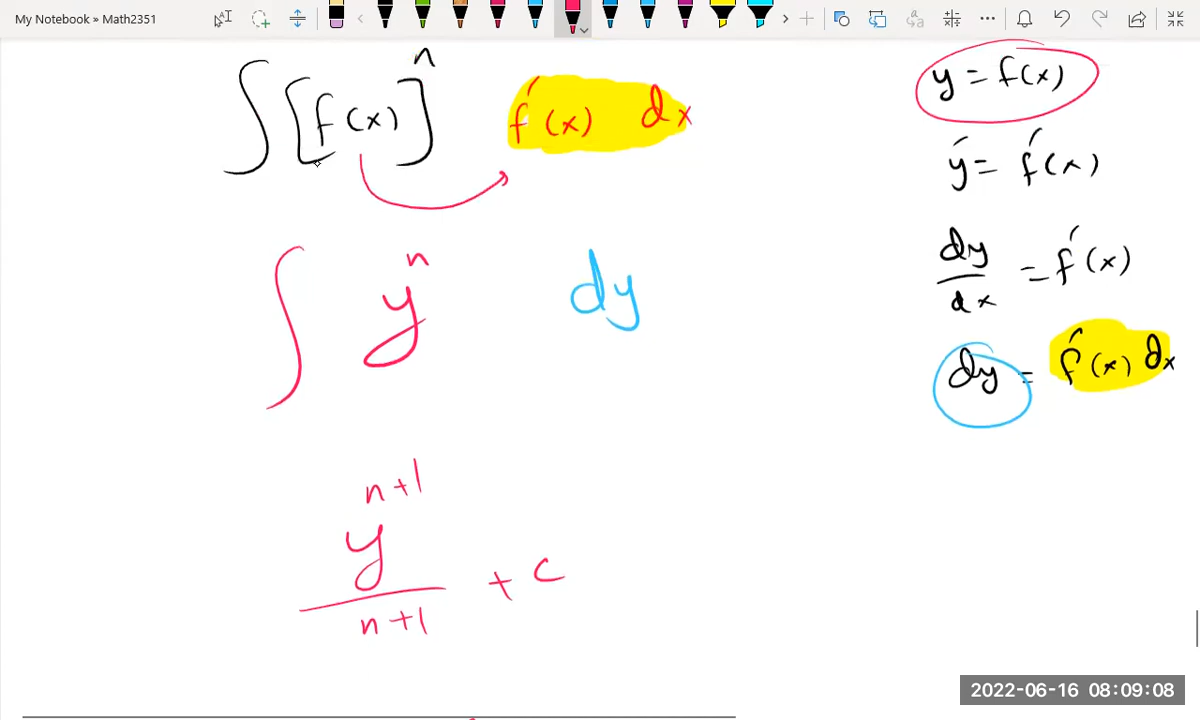 My Notebook » Math2351
∫ [f(x)]ⁿ f′(x) dx
y = f(x)
y′ = f′(x)
∫ yⁿ dy
dy/dx = f′(x)
dy = f′(x) dx
yⁿ⁺¹/n+1 + c
2022-06-16 08:09:08